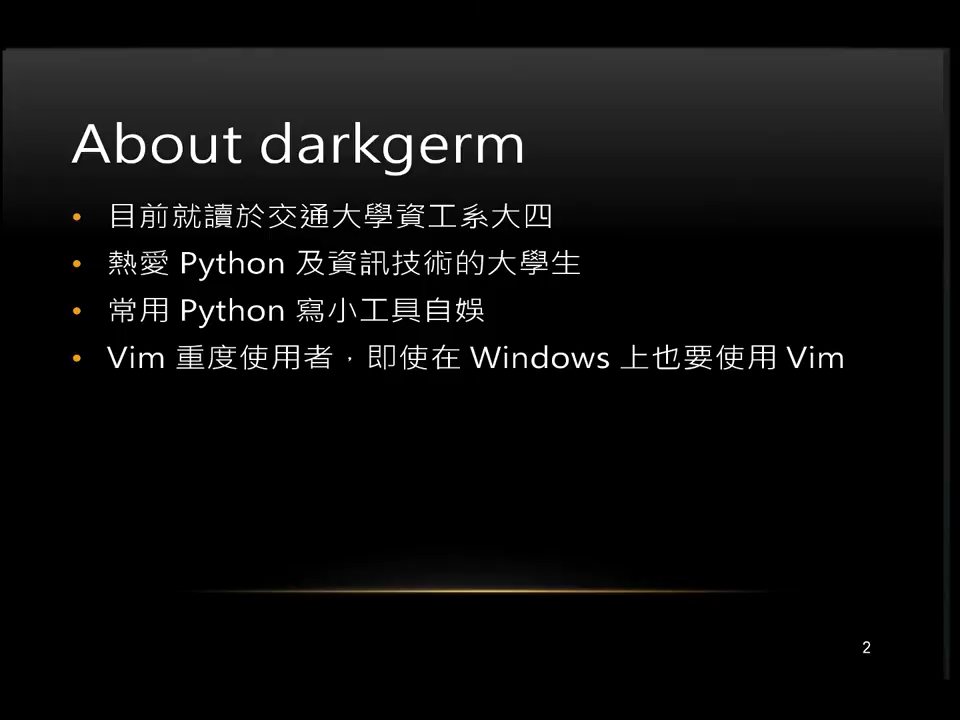 About darkgerm
• 目前就讀於交通大學資工系大四
• 熱愛 Python 及資訊技術的大學生
• 常用 Python 寫小工具自娛
• Vim 重度使用者，即使在 Windows 上也要使用 Vim
2